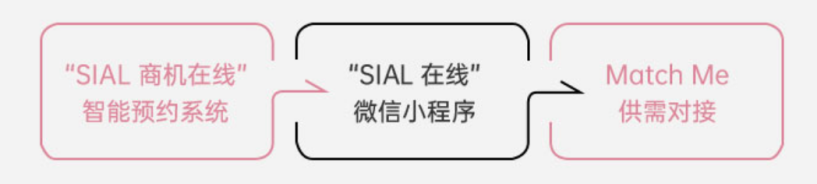 “SIAL 商机在线”
智能预约系统
“SIAL 在线”
微信小程序
Match Me
供需对接